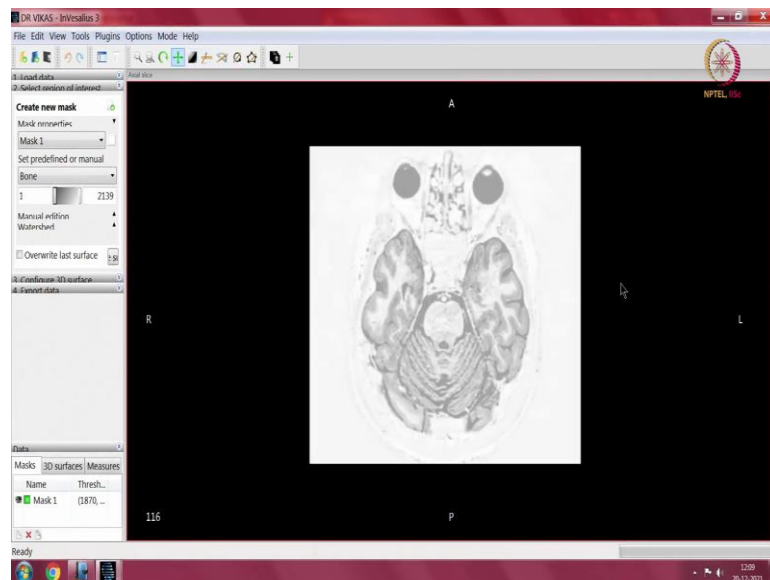 DR VIKAS - InVesalius 3
File Edit View Tools Plugins Options Mode Help
1. Load data
Axial slice
2. Select region of interest
NPTEL, IISc
Create new mask
A
Mask properties
Mask 1
Set predefined or manual
Bone
1 2139
Manual edition
Watershed
Overwrite last surface
3. Configure 3D surface
4. Export data
R
L
Data
Masks 3D surfaces Measures
Name Thresh...
Mask 1 (1870, ...
116
P
Ready
12:09
20-12-2021